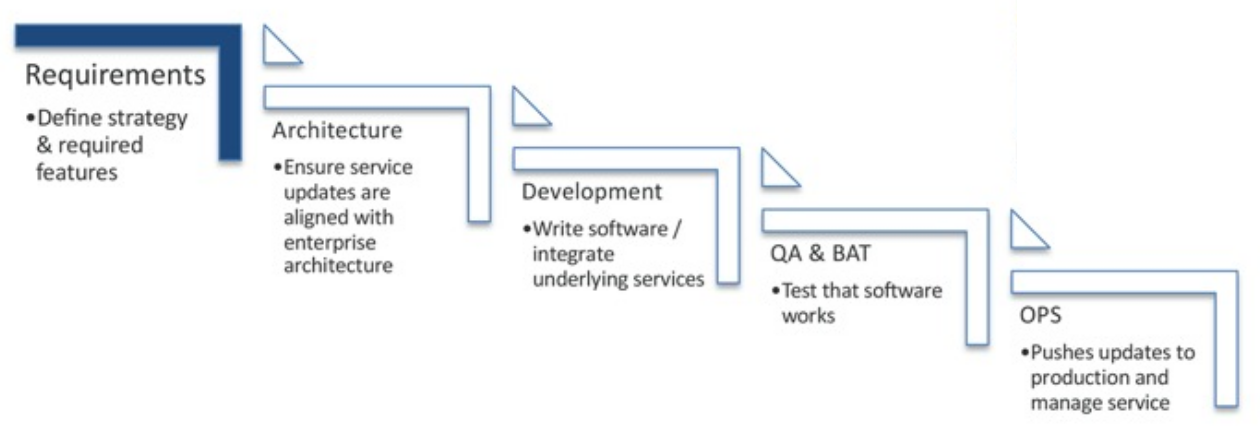 Requirements
•Define strategy
& required
features
Architecture
•Ensure service
updates are
aligned with
enterprise
architecture
Development
•Write software /
integrate
underlying services
QA & BAT
•Test that software
works
OPS
•Pushes updates to
production and
manage service